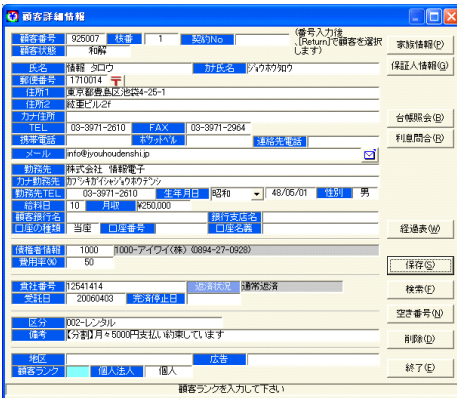 顧客詳細情報
顧客番号 925007 枝番 1 契約No (番号入力後、[Return]で顧客を選択します)
顧客状態 和解
氏名 情報 タロウ カナ氏名 ジョウホウタロウ
郵便番号 1710014 〒
住所1 東京都豊島区池袋4-25-1
住所2 紋亜ビル2f
カナ住所
TEL 03-3971-2610 FAX 03-3971-2964
携帯電話 ポケットベル 連絡先電話
メール info@jyouhoudenshi.jp
勤務先 株式会社 情報電子
カナ勤務先 カブシキガイシャジョウホウデンシ
勤務先TEL 03-3971-2610 生年月日 昭和 48/05/01 性別 男
給料日 10 月収 ¥250,000
顧客銀行名 銀行支店名
口座の種類 当座 口座番号 口座名義
債権者情報 1000 1000-アイワイ(株) (0894-27-0928)
費用率(%) 50
貴社番号 12541414 返済状況 通常返済
受託日 20060403 完済停止日
区分 002-レンタル
備考 【分割】月々5000円支払い約束しています
地区 広告
顧客ランク 個人法人 個人
家族情報(P)
保証人情報(G)
台帳照会(B)
利息問合(R)
経過表(W)
保存(S)
検索(F)
空き番号(N)
削除(D)
終了(E)
顧客ランクを入力して下さい